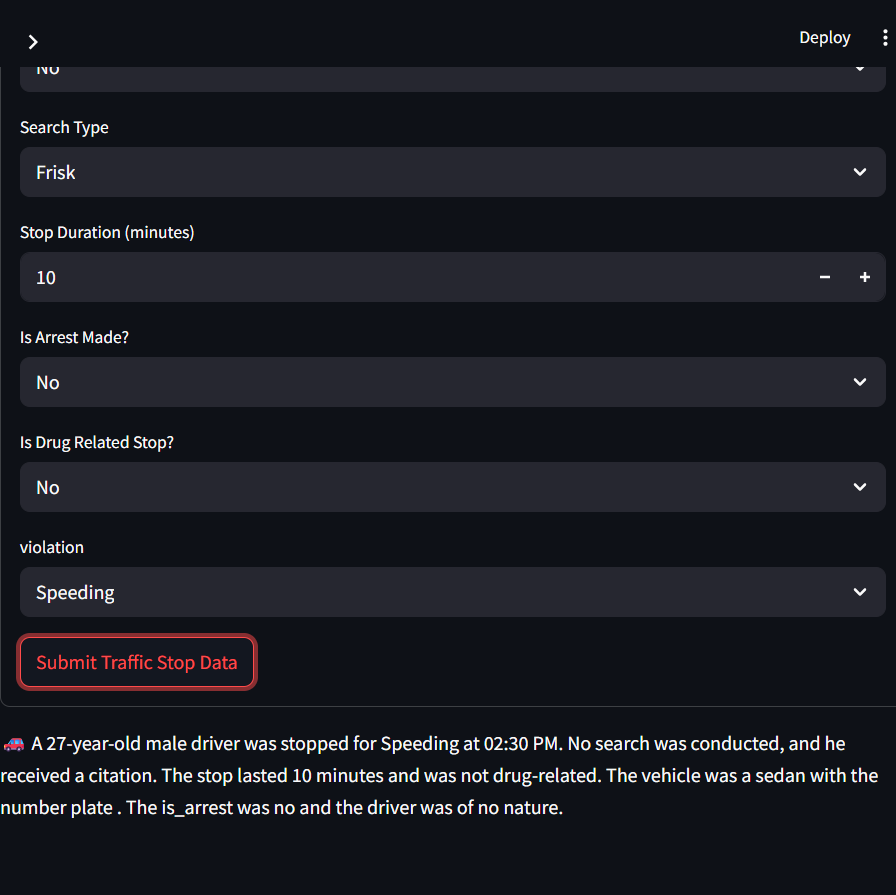 Deploy
No
Search Type
Frisk
Stop Duration (minutes)
10
Is Arrest Made?
No
Is Drug Related Stop?
No
violation
Speeding
Submit Traffic Stop Data
🚗 A 27-year-old male driver was stopped for Speeding at 02:30 PM. No search was conducted, and he
received a citation. The stop lasted 10 minutes and was not drug-related. The vehicle was a sedan with the
number plate . The is_arrest was no and the driver was of no nature.